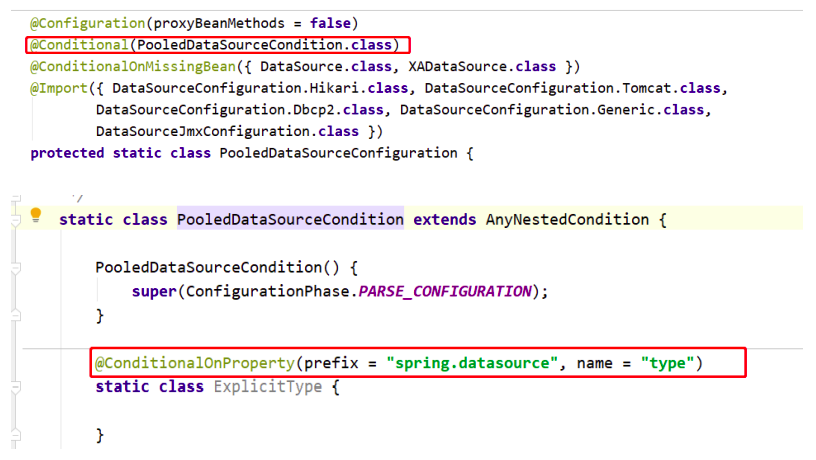 @Configuration(proxyBeanMethods = false)
@Conditional(PooledDataSourceCondition.class)
@ConditionalOnMissingBean({ DataSource.class, XADataSource.class })
@Import({ DataSourceConfiguration.Hikari.class, DataSourceConfiguration.Tomcat.class,
DataSourceConfiguration.Dbcp2.class, DataSourceConfiguration.Generic.class,
DataSourceJmxConfiguration.class })
protected static class PooledDataSourceConfiguration {
*/
static class PooledDataSourceCondition extends AnyNestedCondition {
PooledDataSourceCondition() {
super(ConfigurationPhase.PARSE_CONFIGURATION);
}
@ConditionalOnProperty(prefix = "spring.datasource", name = "type")
static class ExplicitType {
}